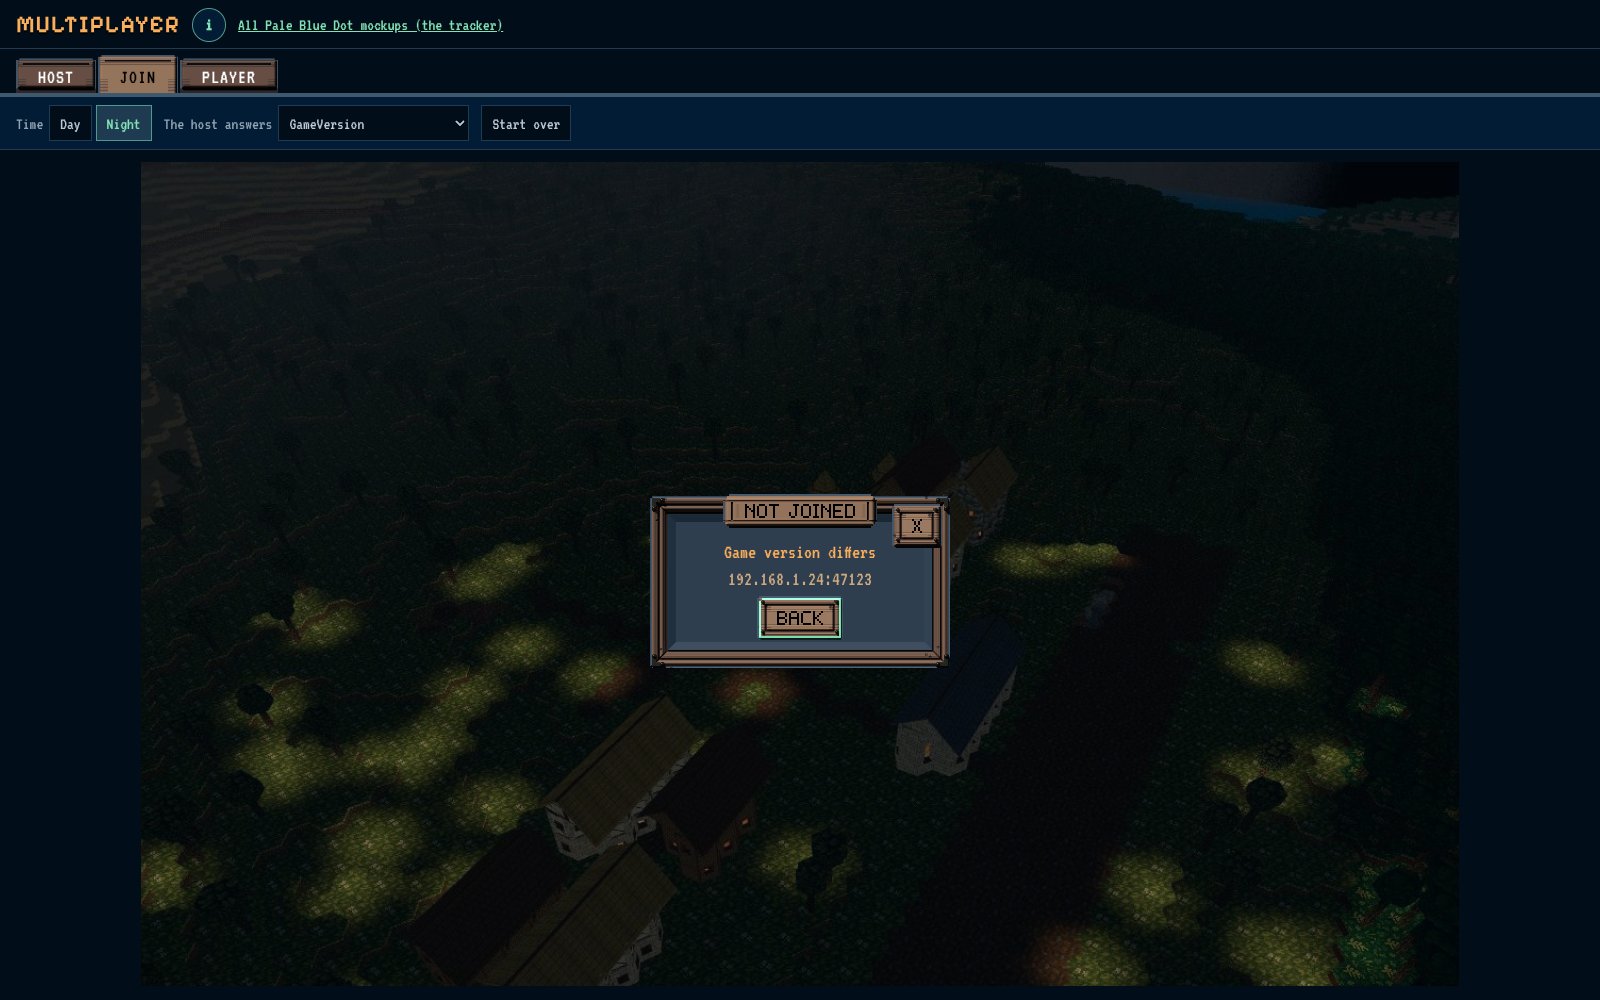 MULTIPLAYER i All Pale Blue Dot mockups (the tracker)
HOST JOIN PLAYER
Time Day Night The host answers GameVersion Start over
NOT JOINED
X
Game version differs
192.168.1.24:47123
BACK